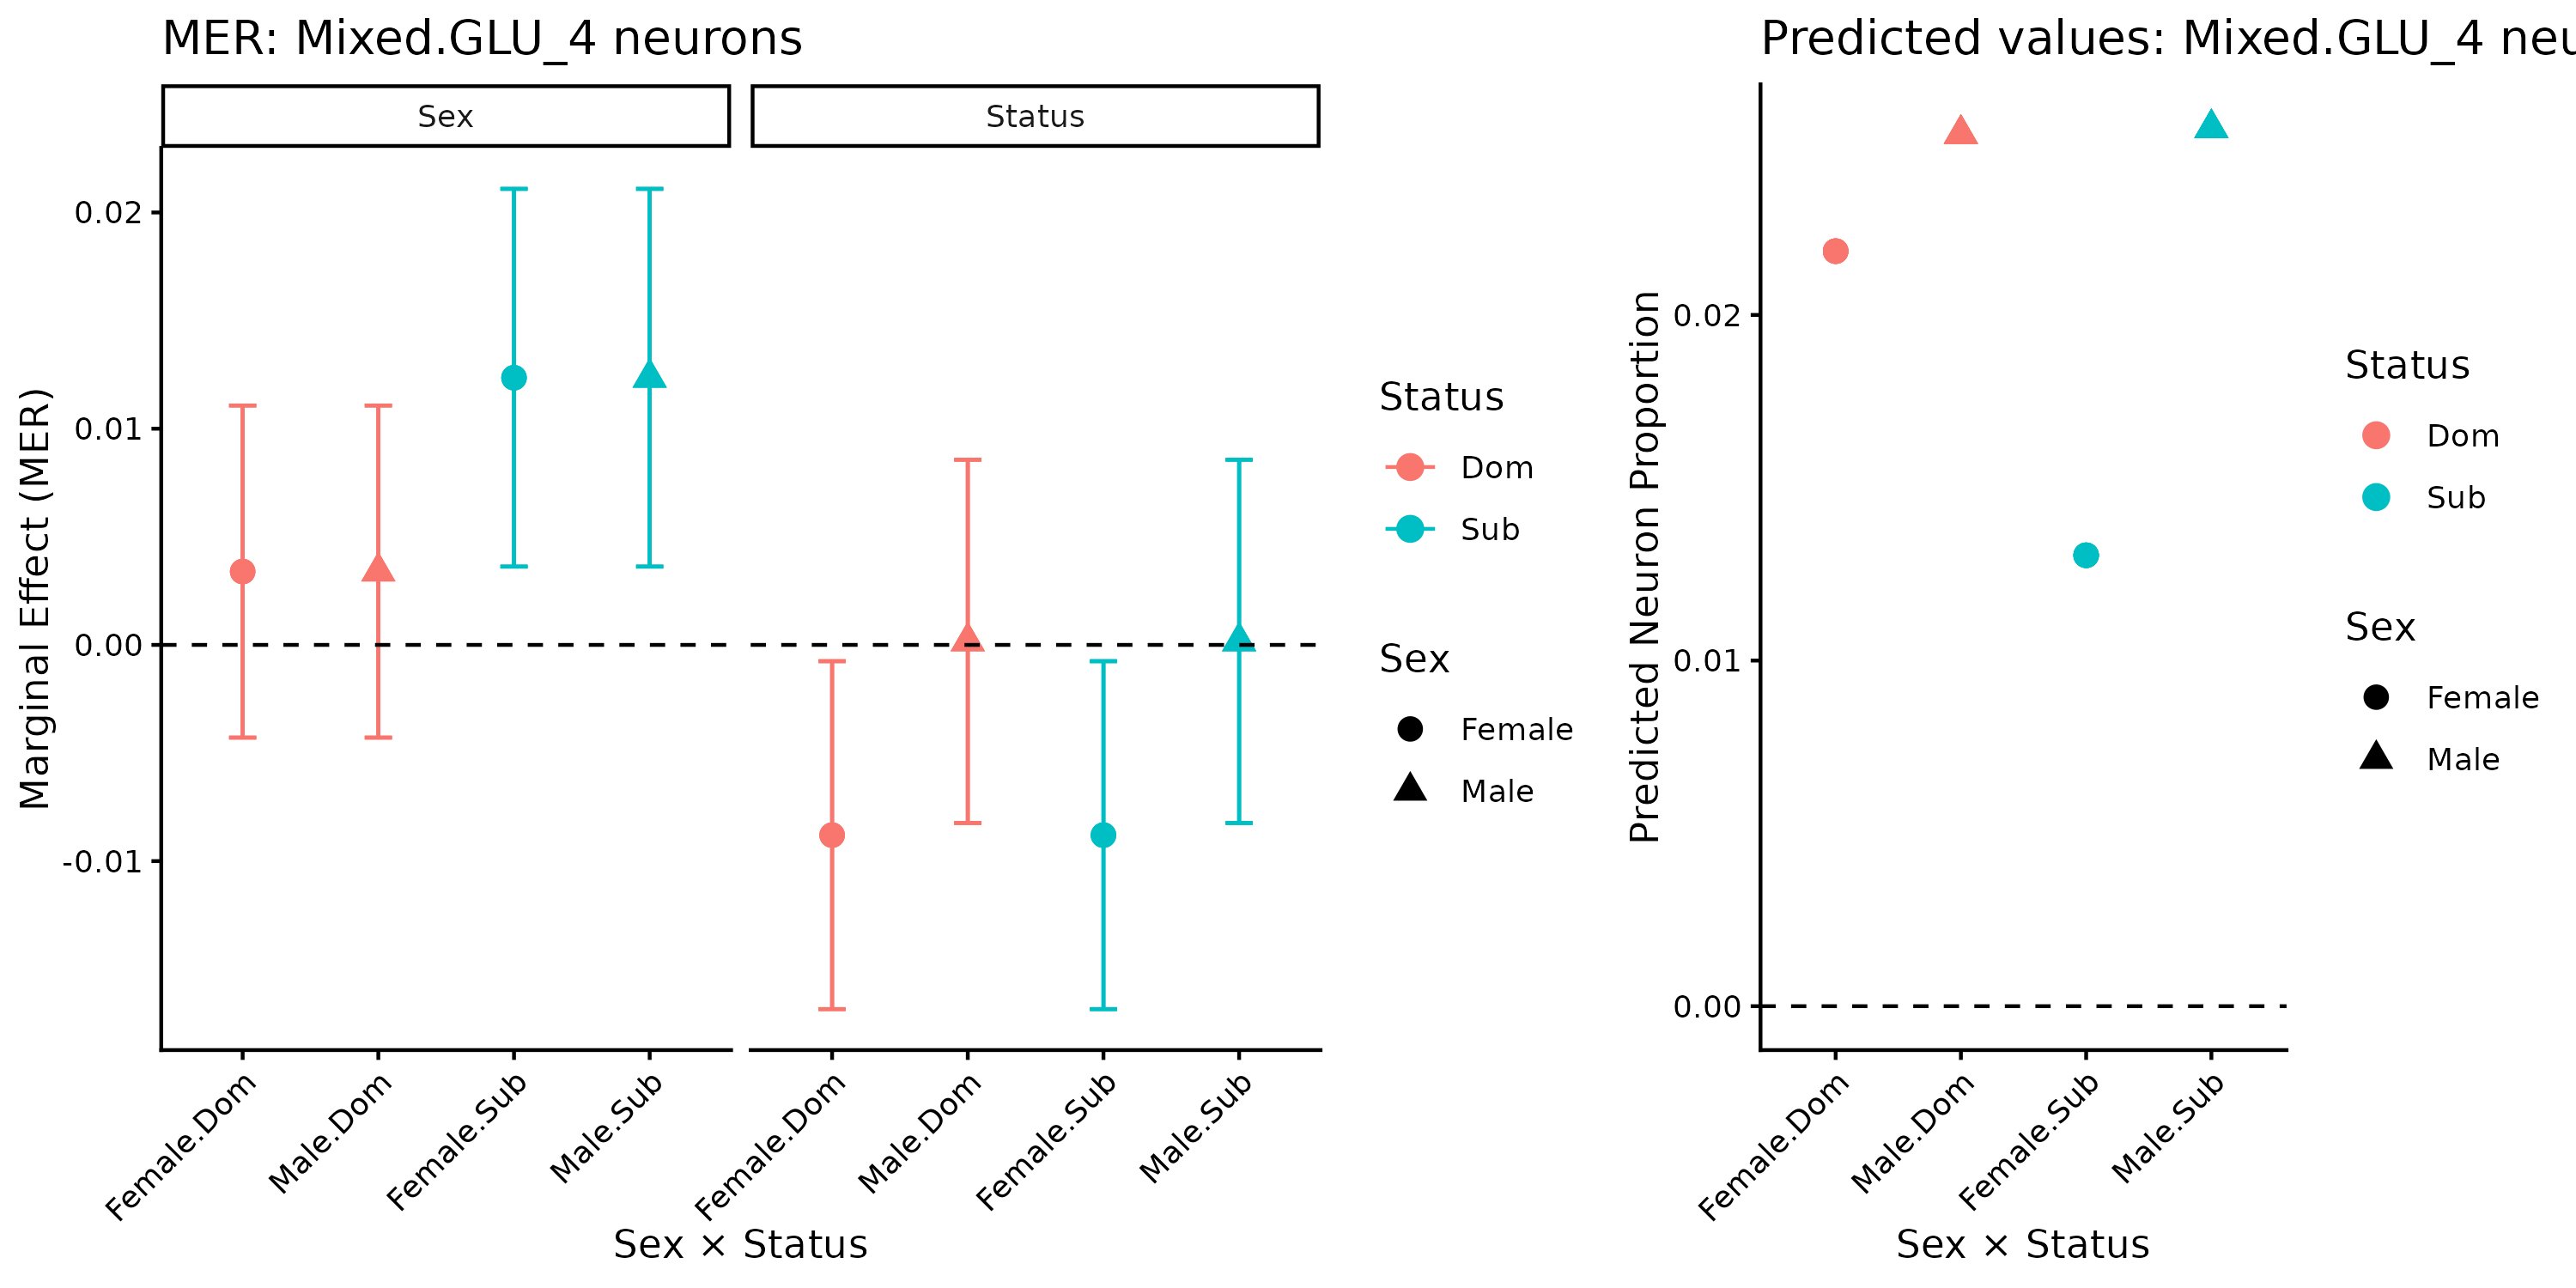 MER: Mixed.GLU_4 neurons
Sex
Status
Marginal Effect (MER)
0.02
0.01
0.00
-0.01
Female.Dom
Male.Dom
Female.Sub
Male.Sub
Female.Dom
Male.Dom
Female.Sub
Male.Sub
Sex × Status
Status
Dom
Sub
Sex
Female
Male
Predicted values: Mixed.GLU_4 neu
Predicted Neuron Proportion
0.02
0.01
0.00
Female.Dom
Male.Dom
Female.Sub
Male.Sub
Sex × Status
Status
Dom
Sub
Sex
Female
Male